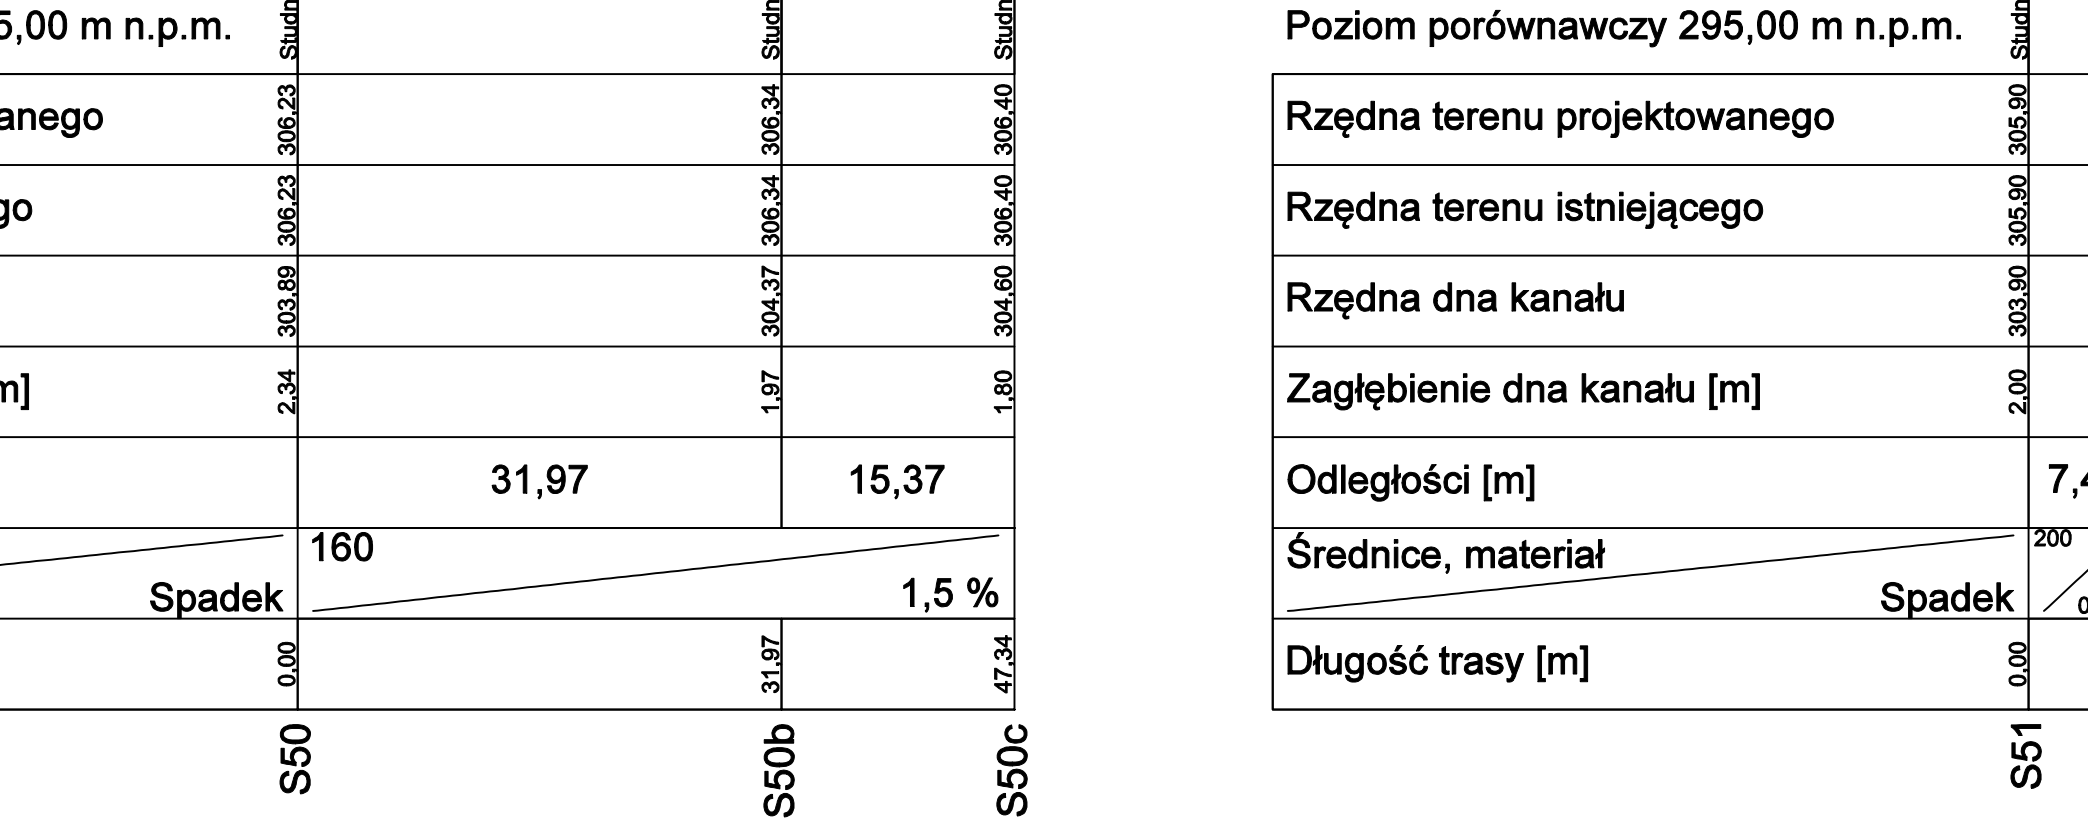 5,00 m n.p.m.
Studn
Studn
Studn
anego
306,23
306,34
306,40
go
306,23
306,34
306,40
303,89
304,37
304,60
m]
2,34
1,97
1,80
31,97
15,37
Spadek
160
1,5 %
0,00
31,97
47,34
S50
S50b
S50c
Poziom porównawczy 295,00 m n.p.m.
Studn
Rzędna terenu projektowanego
305,90
Rzędna terenu istniejącego
305,90
Rzędna dna kanału
303,90
Zagłębienie dna kanału [m]
2,00
Odległości [m]
7,4
Średnice, materiał
Spadek
200
0
Długość trasy [m]
0,00
S51